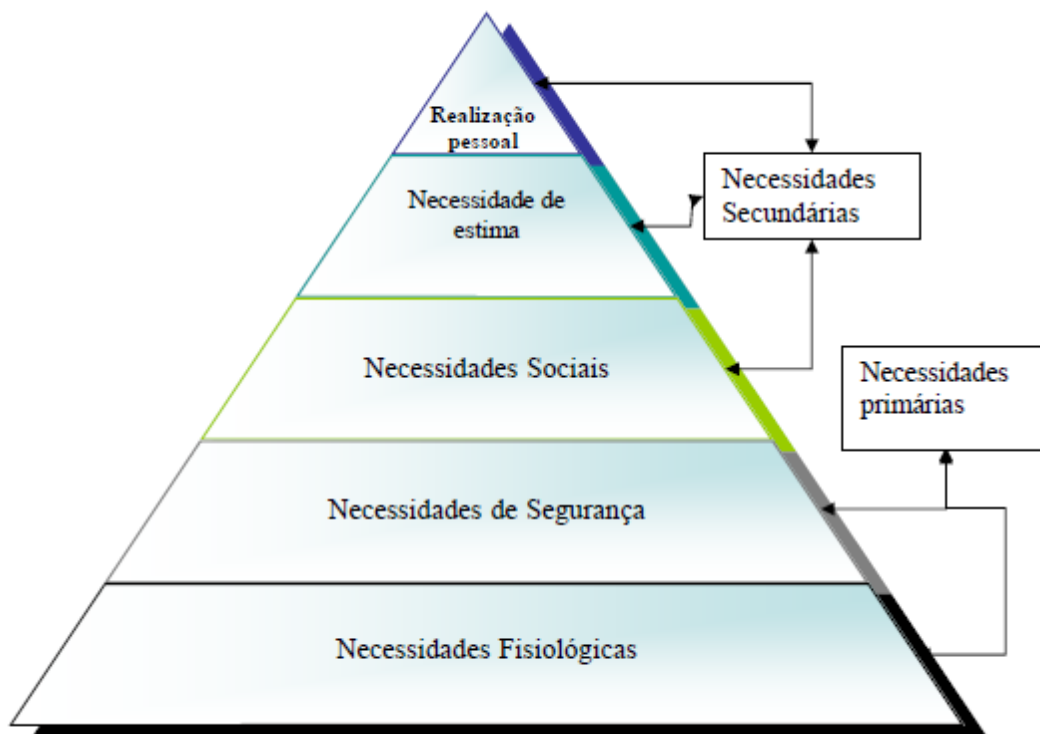 Realização
pessoal
Necessidade de
estima
Necessidades
Secundárias
Necessidades Sociais
Necessidades
primárias
Necessidades de Segurança
Necessidades Fisiológicas